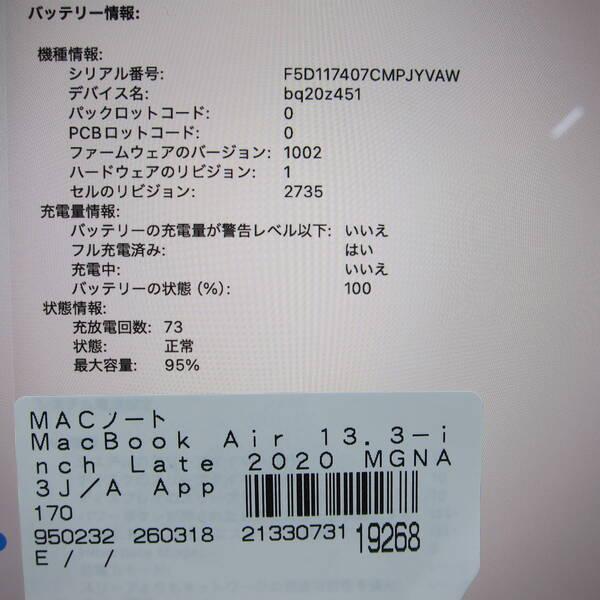 バッテリー情報:
機種情報:
シリアル番号: F5D117407CMPJYVAW
デバイス名: bq20z451
パックロットコード: 0
PCBロットコード: 0
ファームウェアのバージョン: 1002
ハードウェアのリビジョン: 1
セルのリビジョン: 2735
充電量情報:
バッテリーの充電量が警告レベル以下: いいえ
フル充電済み: はい
充電中: いいえ
バッテリーの状態 (%): 100
状態情報:
充放電回数: 73
状態: 正常
最大容量: 95%
MACノート
MacBook Air 13.3-i
nch Late 2020 MGNA
3J/A App
170
950232 260318 21330731 19268
E / /